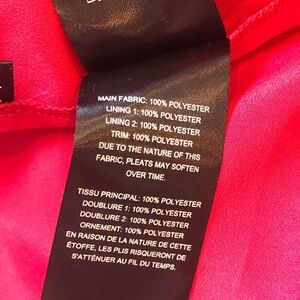 MAIN FABRIC: 100% POLYESTER
LINING 1: 100% POLYESTER
LINING 2: 100% POLYESTER
TRIM: 100% POLYESTER
DUE TO THE NATURE OF THIS
FABRIC, PLEATS MAY SOFTEN
OVER TIME.
TISSU PRINCIPAL: 100% POLYESTER
DOUBLURE 1: 100% POLYESTER
DOUBLURE 2: 100% POLYESTER
ORNEMENT: 100% POLYESTER
EN RAISON DE LA NATURE DE CETTE
ÉTOFFE, LES PLIS RISQUERONT DE
S'ATTÉNUER AU FIL DU TEMPS.